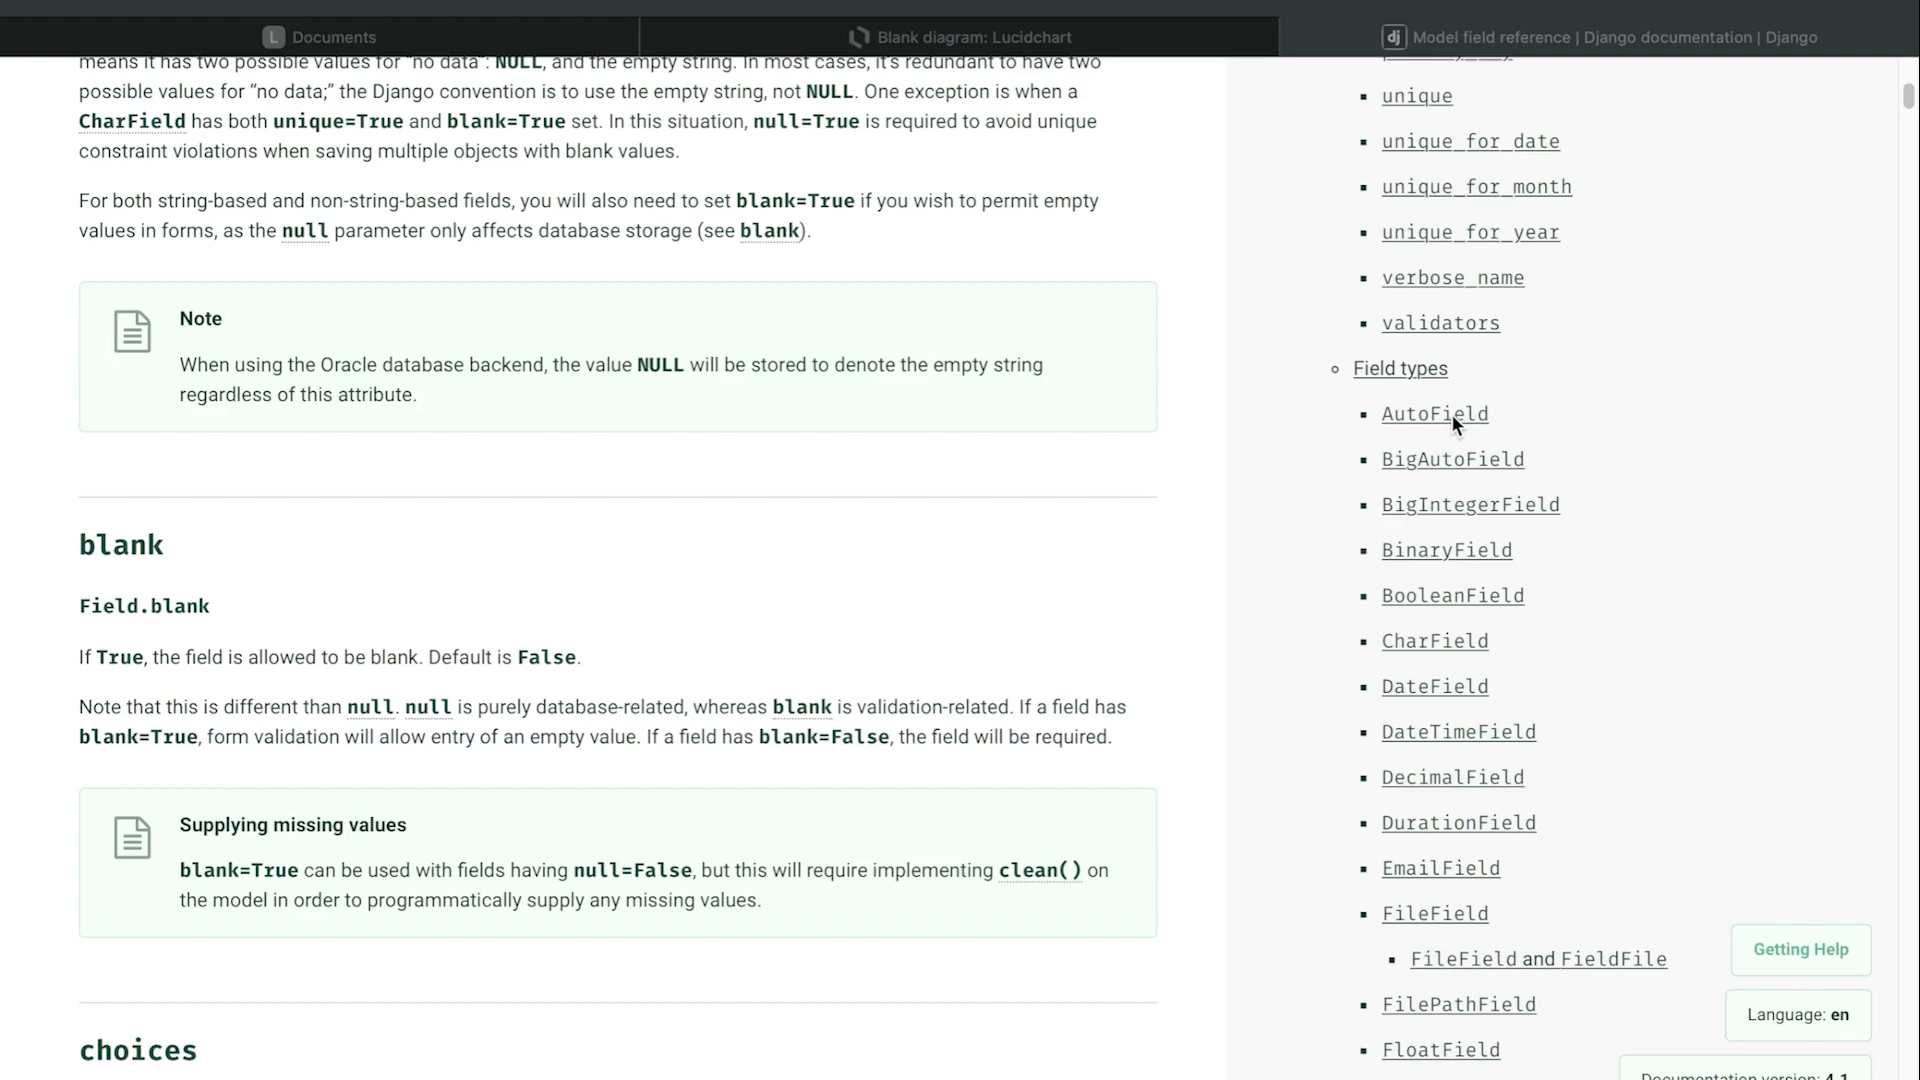 L Documents
Blank diagram: Lucidchart
dj Model field reference | Django documentation | Django
means it has two possible values for “no data”: NULL, and the empty string. In most cases, it’s redundant to have two
possible values for “no data;” the Django convention is to use the empty string, not NULL. One exception is when a
CharField has both unique=True and blank=True set. In this situation, null=True is required to avoid unique
constraint violations when saving multiple objects with blank values.
For both string-based and non-string-based fields, you will also need to set blank=True if you wish to permit empty
values in forms, as the null parameter only affects database storage (see blank).
Note
When using the Oracle database backend, the value NULL will be stored to denote the empty string
regardless of this attribute.
blank
Field.blank
If True, the field is allowed to be blank. Default is False.
Note that this is different than null. null is purely database-related, whereas blank is validation-related. If a field has
blank=True, form validation will allow entry of an empty value. If a field has blank=False, the field will be required.
Supplying missing values
blank=True can be used with fields having null=False, but this will require implementing clean() on
the model in order to programmatically supply any missing values.
choices
unique
unique_for_date
unique_for_month
unique_for_year
verbose_name
validators
Field types
AutoField
BigAutoField
BigIntegerField
BinaryField
BooleanField
CharField
DateField
DateTimeField
DecimalField
DurationField
EmailField
FileField
FileField and FieldFile
FilePathField
FloatField
Getting Help
Language: en
Documentation version: 4.1